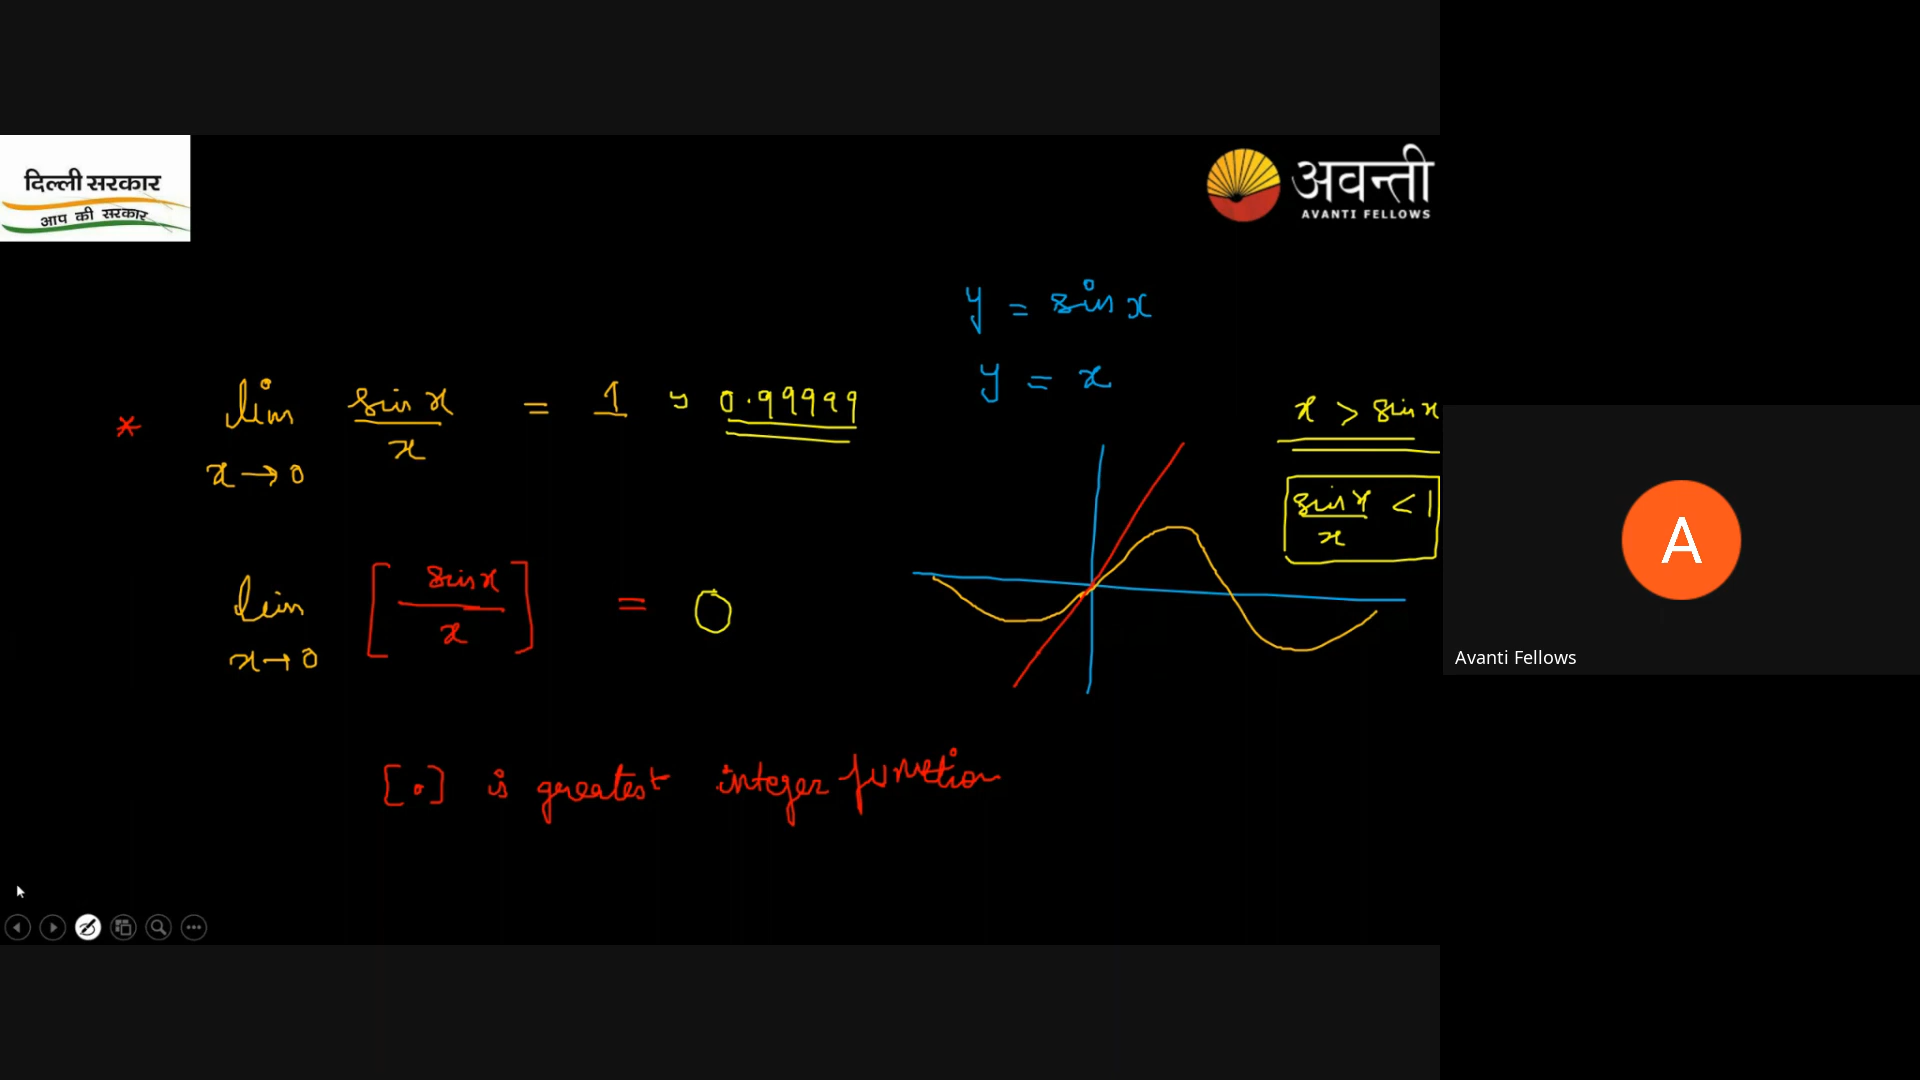 दिल्ली सरकार
आप की सरकार
अवन्ती
AVANTI FELLOWS
y = sin x
y = x
* lim x→0 sin x / x = 1 , 0.99999
x > sin x
sin x / x < 1
lim x→0 [ sin x / x ] = 0
[•] is greatest integer function
A
Avanti Fellows